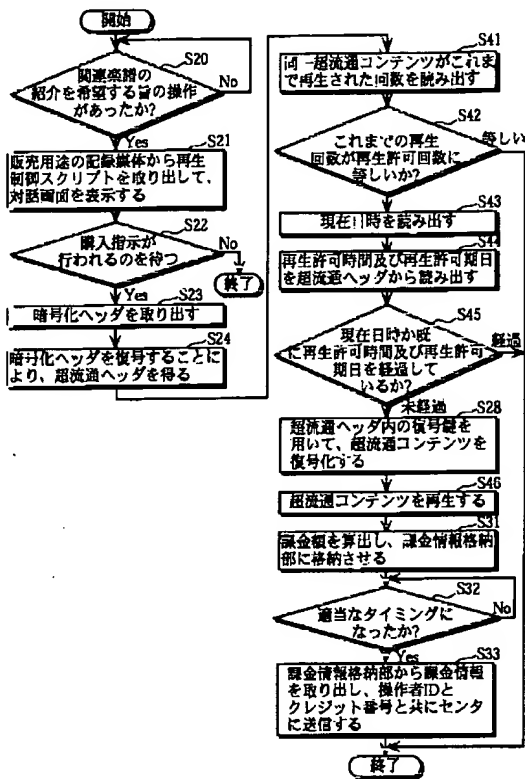 開始
S20
関連楽譜の
紹介を希望する旨の操作
があったか?
No
Yes
S21
販売用途の記録媒体から再生
制御スクリプトを取り出して、
対話画面を表示する
S22
購入指示が
行われるのを待つ
No
終了
Yes
S23
暗号化ヘッダを取り出す
S24
暗号化ヘッダを復号することに
より、超流通ヘッダを得る
S41
同一超流通コンテンツがこれま
で再生された回数を読み出す
S42
これまでの再生
回数が再生許可回数に
等しいか?
等しい
S43
現在日時を読み出す
S44
再生許可時間及び再生許可期日
を超流通ヘッダから読み出す
S45
現在日時が既
に再生許可時間及び再生許可
期日を経過して
いるか?
経過
未経過
S28
超流通ヘッダ内の復号鍵を
用いて、超流通コンテンツを
復号化する
S46
超流通コンテンツを再生する
S31
課金額を算出し、課金情報格納
部に格納させる
S32
適当なタイミングに
なったか?
No
Yes
S33
課金情報格納部から課金情報
を取り出し、操作者IDと
クレジット番号と共にセンタ
に送信する
終了